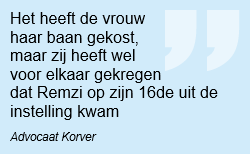 Het heeft de vrouw
haar baan gekost,
maar zij heeft wel
voor elkaar gekregen
dat Remzi op zijn 16de uit de
instelling kwam
Advocaat Korver